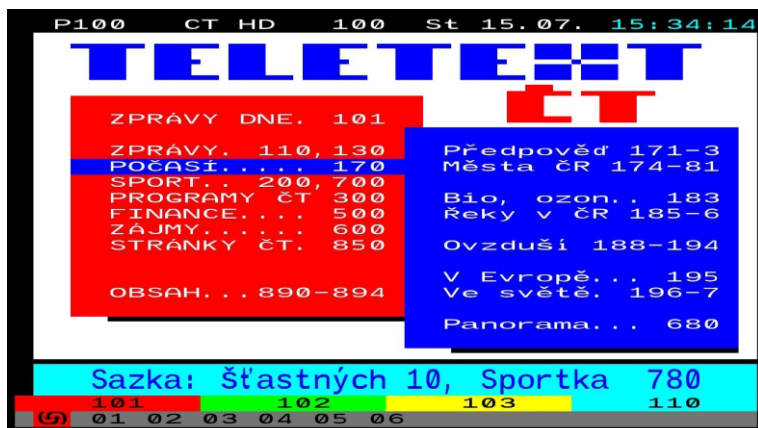 P100 CT HD 100 St 15.07. 15:34:14
TELETEXT
ČT
ZPRÁVY DNE. 101
ZPRÁVY. 110,130
POČASÍ..... 170
SPORT.. 200,700
PROGRAMY ČT 300
FINANCE.... 500
ZÁJMY...... 600
STRÁNKY ČT. 850
OBSAH...890-894
Předpověď 171-3
Města ČR 174-81
Bio, ozon.. 183
Řeky v ČR 185-6
Ovzduší 188-194
V Evropě... 195
Ve světě. 196-7
Panorama... 680
Sazka: Šťastných 10, Sportka 780
101 102 103 110
01 02 03 04 05 06